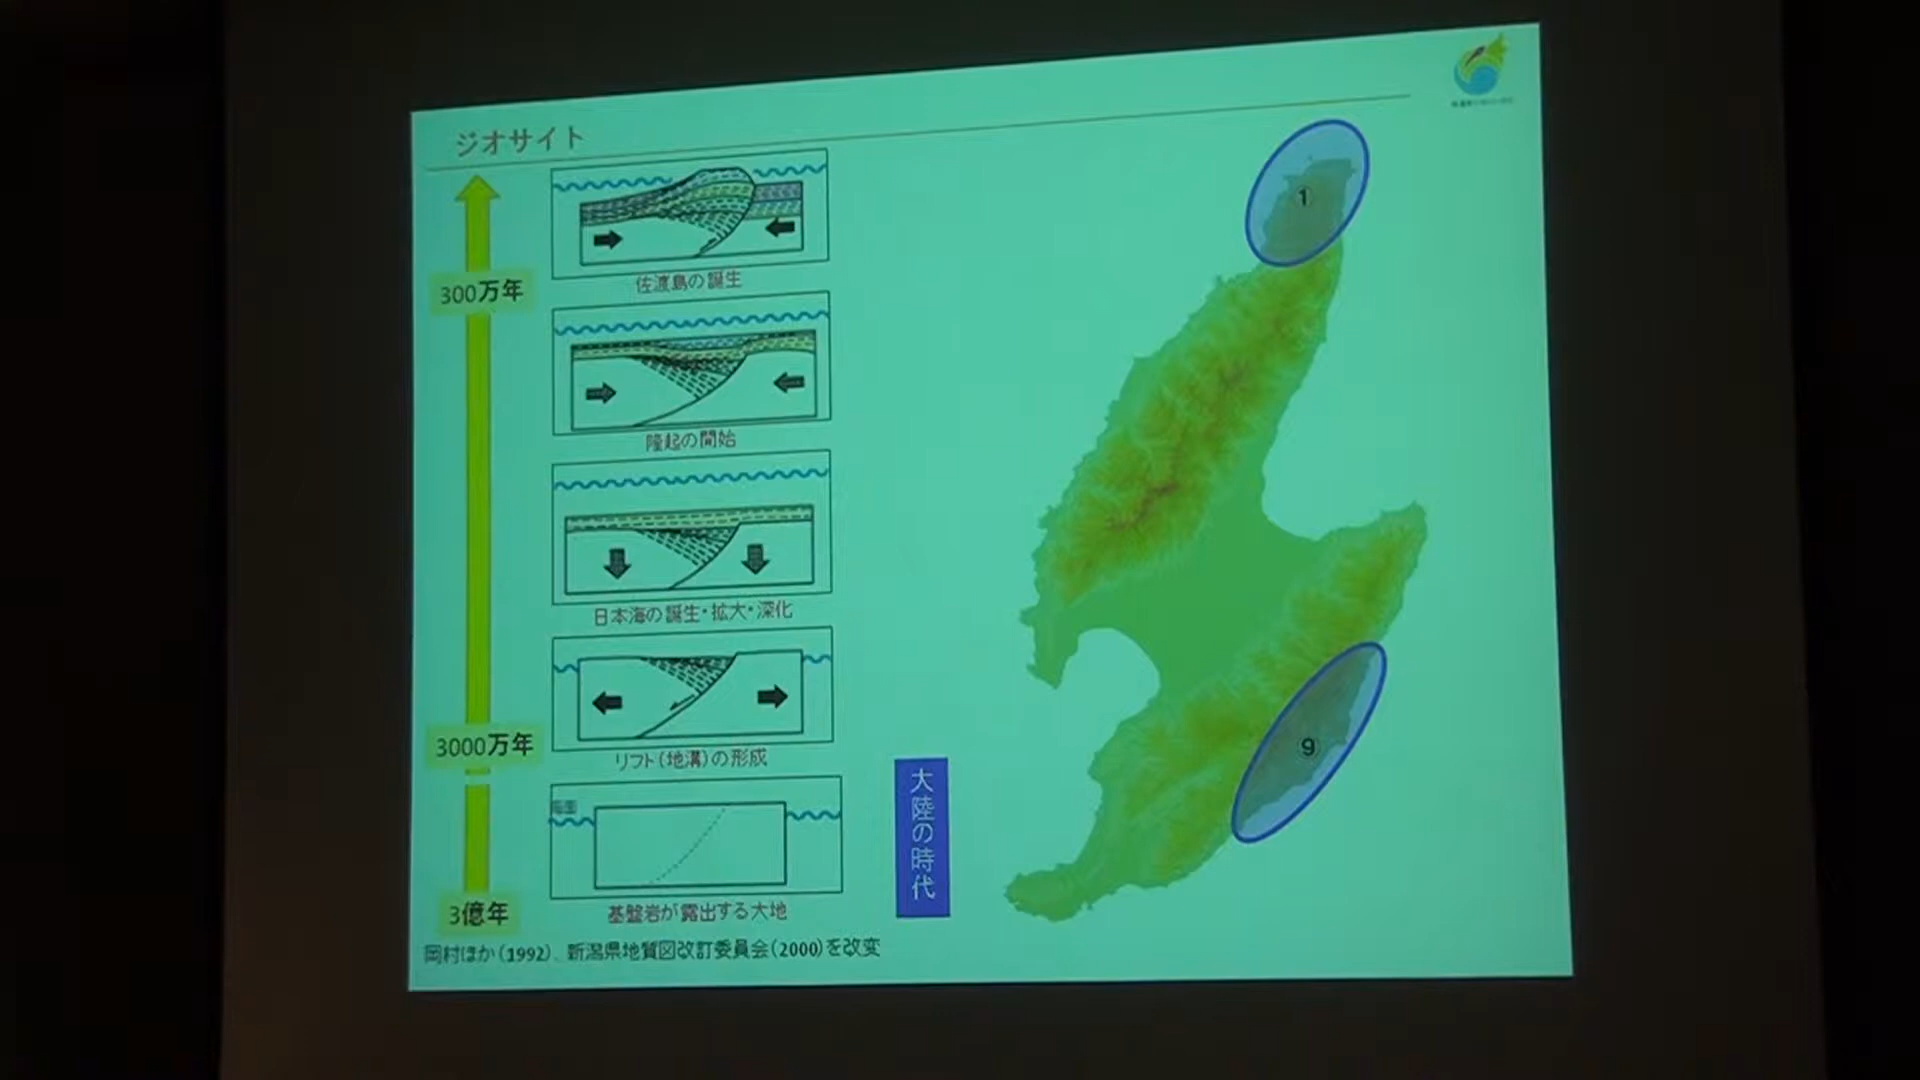 ジオサイト
佐渡島の誕生
300万年
隆起の開始
日本海の誕生・拡大・深化
3000万年
リフト(地溝)の形成
海面
基盤岩が露出する大地
3億年
岡村ほか(1992)、新潟県地質図改訂委員会(2000)を改変
大陸の時代
1
9